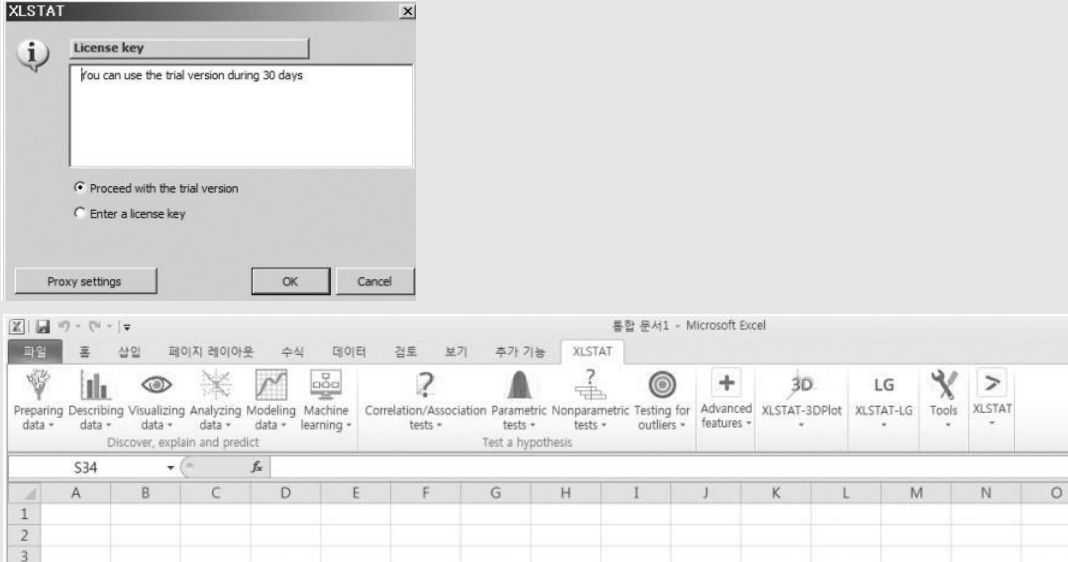 XLSTAT
License key
You can use the trial version during 30 days
Proceed with the trial version
Enter a license key
Proxy settings OK Cancel
통합 문서1 - Microsoft Excel
파일 홈 삽입 페이지 레이아웃 수식 데이터 검토 보기 추가 기능 XLSTAT
3D LG
Preparing Describing Visualizing Analyzing Modeling Machine Correlation/Association Parametric Nonparametric Testing for Advanced XLSTAT-3DPlot XLSTAT-LG Tools XLSTAT
data data data data data learning tests tests tests outliers features
Discover, explain and predict Test a hypothesis
S34 fx
A B C D E F G H I J K L M N O
1
2
3